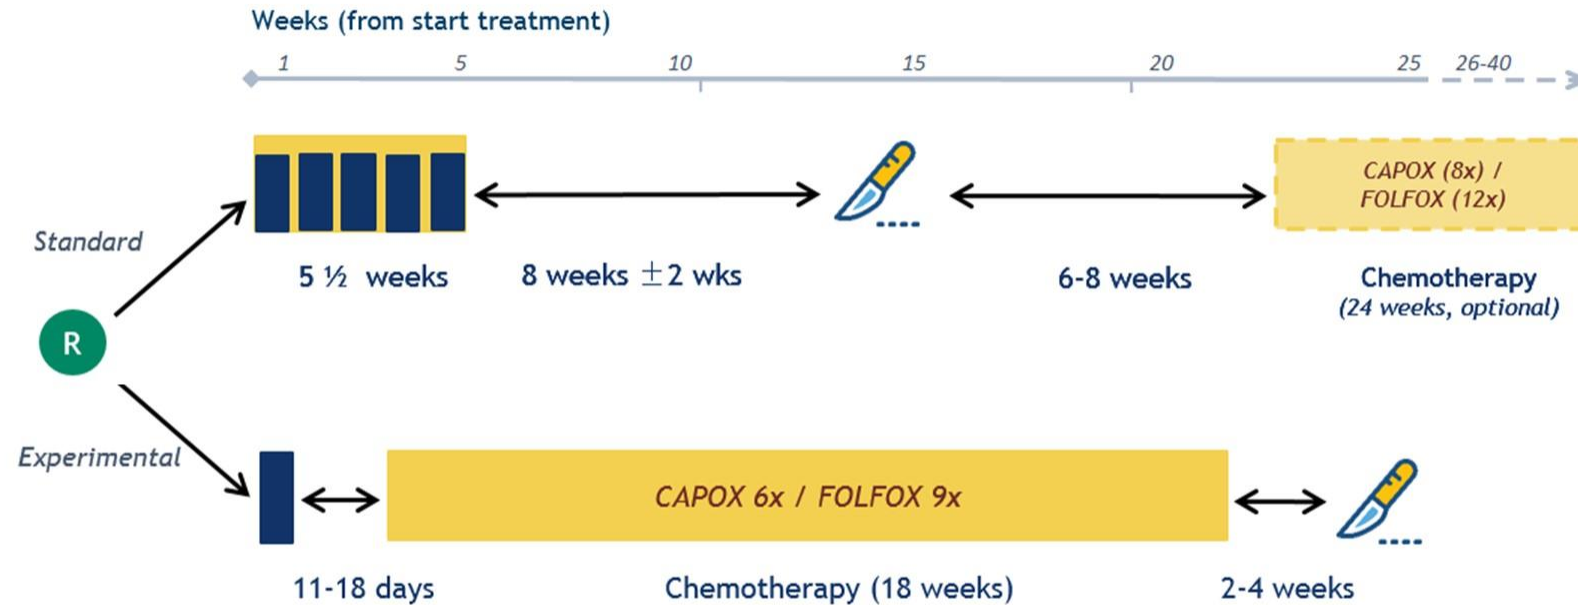 Weeks (from start treatment)
1 5 10 15 20 25 26-40
CAPOX (8x) /
FOLFOX (12x)
Standard
5 ½ weeks 8 weeks ±2 wks 6-8 weeks Chemotherapy
(24 weeks, optional)
R
Experimental
CAPOX 6x / FOLFOX 9x
11-18 days Chemotherapy (18 weeks) 2-4 weeks